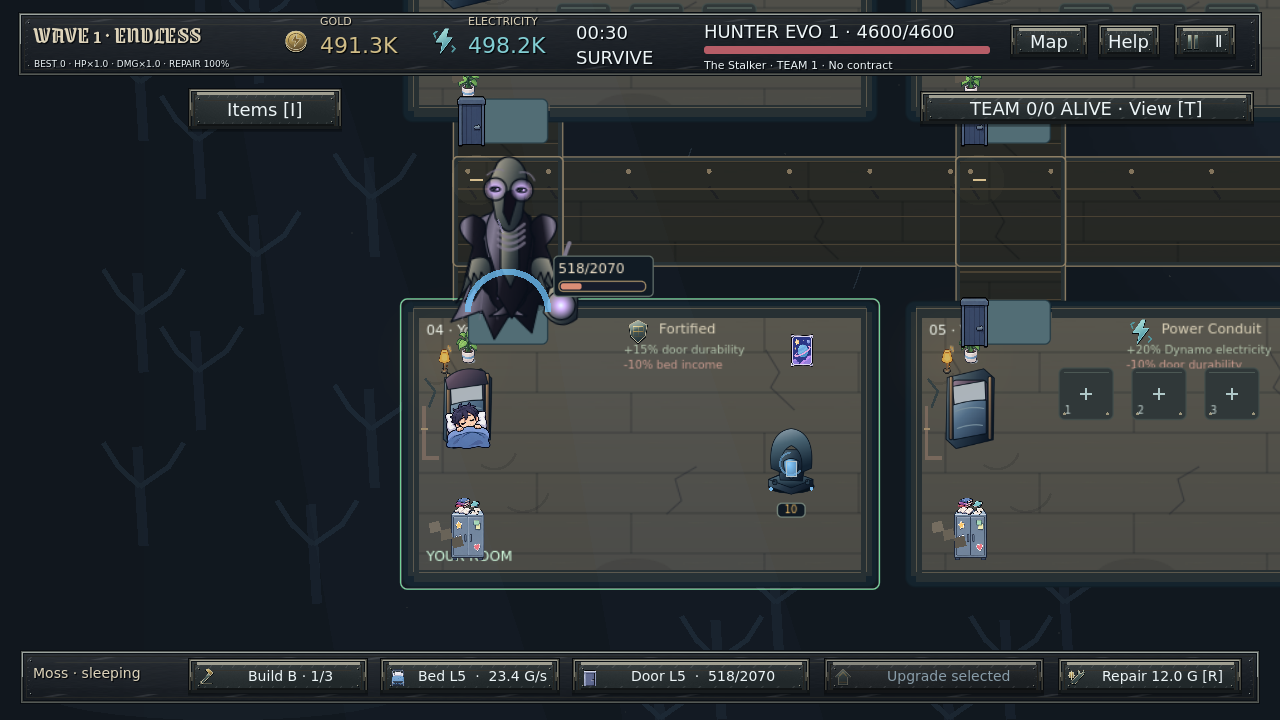 WAVE 1 · ENDLESS
BEST 0 · HP×1.0 · DMG×1.0 · REPAIR 100%
GOLD
491.3K
ELECTRICITY
498.2K
00:30
SURVIVE
HUNTER EVO 1 · 4600/4600
The Stalker · TEAM 1 · No contract
Map
Help
Items [I]
TEAM 0/0 ALIVE · View [T]
518/2070
04 ·
Fortified
+15% door durability
-10% bed income
10
YOUR ROOM
05 ·
Power Conduit
+20% Dynamo electricity
-10% door durability
1
2
3
Moss · sleeping
Build B · 1/3
Bed L5 · 23.4 G/s
Door L5 · 518/2070
Upgrade selected
Repair 12.0 G [R]